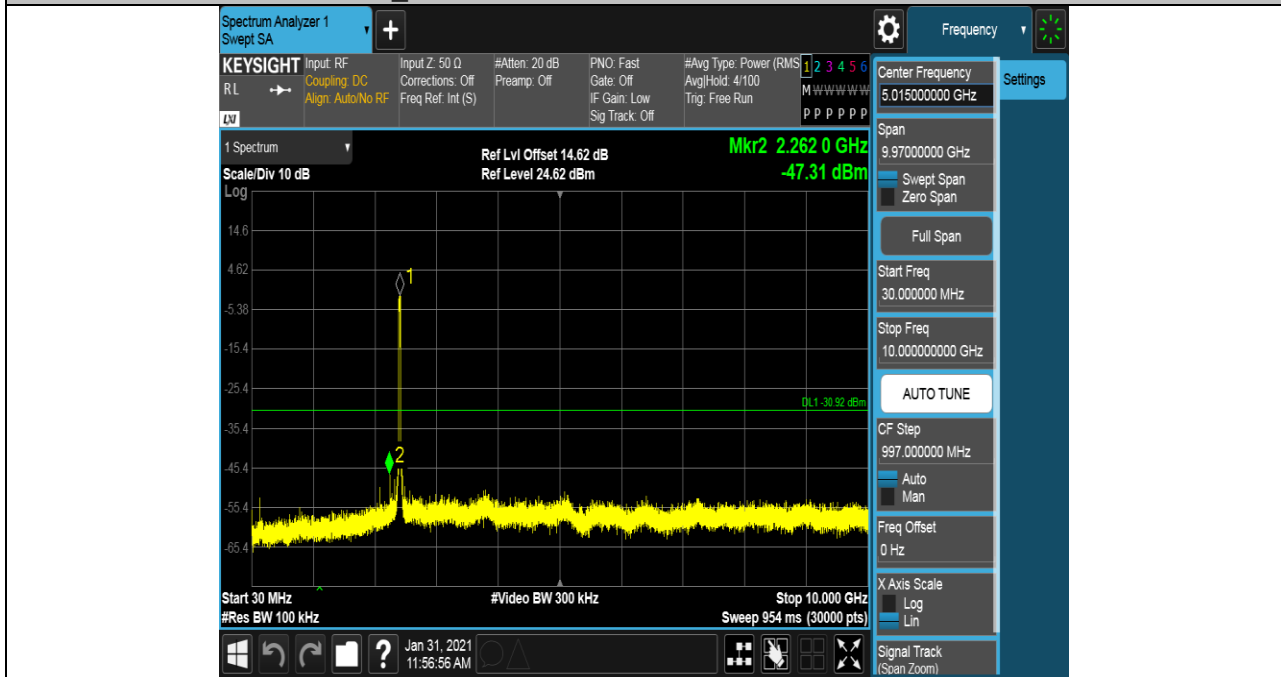 Spectrum Analyzer 1
Swept SA
+
Frequency
KEYSIGHT
Input: RF
Coupling: DC
Align: Auto/No RF
Input Z: 50 Ω
Corrections: Off
Freq Ref: Int (S)
#Atten: 20 dB
Preamp: Off
PNO: Fast
Gate: Off
IF Gain: Low
Sig Track: Off
#Avg Type: Power (RMS
Avg|Hold: 4/100
Trig: Free Run
1 2 3 4 5 6
M W W W W W
P P P P P P
RL
LXI
1 Spectrum
Scale/Div 10 dB
Log
Ref Lvl Offset 14.62 dB
Ref Level 24.62 dBm
Mkr2 2.262 0 GHz
-47.31 dBm
14.6
4.62
-5.38
-15.4
-25.4
-35.4
-45.4
-55.4
-65.4
1
2
DL1 -30.92 dBm
Start 30 MHz
#Res BW 100 kHz
#Video BW 300 kHz
Stop 10.000 GHz
Sweep 954 ms (30000 pts)
?
Jan 31, 2021
11:56:56 AM
Center Frequency
5.015000000 GHz
Span
9.97000000 GHz
Swept Span
Zero Span
Full Span
Start Freq
30.000000 MHz
Stop Freq
10.000000000 GHz
AUTO TUNE
CF Step
997.000000 MHz
Auto
Man
Freq Offset
0 Hz
X Axis Scale
Log
Lin
Signal Track
(Span Zoom)
Settings